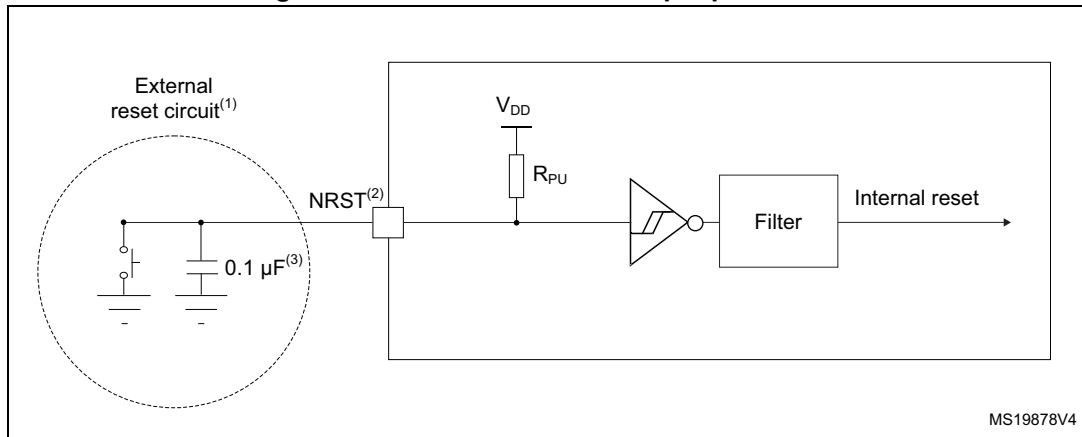 External
reset circuit(1)
VDD
RPU
NRST(2)
Internal reset
Filter
0.1 µF(3)
MS19878V4